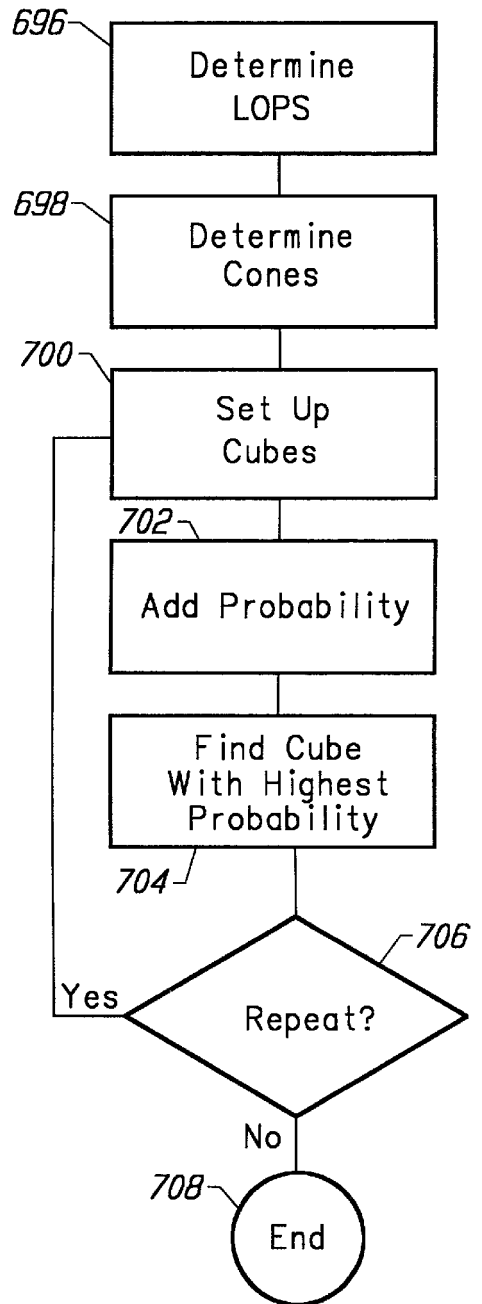 696
Determine
LOPS
698
Determine
Cones
700
Set Up
Cubes
702
Add Probability
Find Cube
With Highest
Probability
704
706
Yes
Repeat?
No
708
End